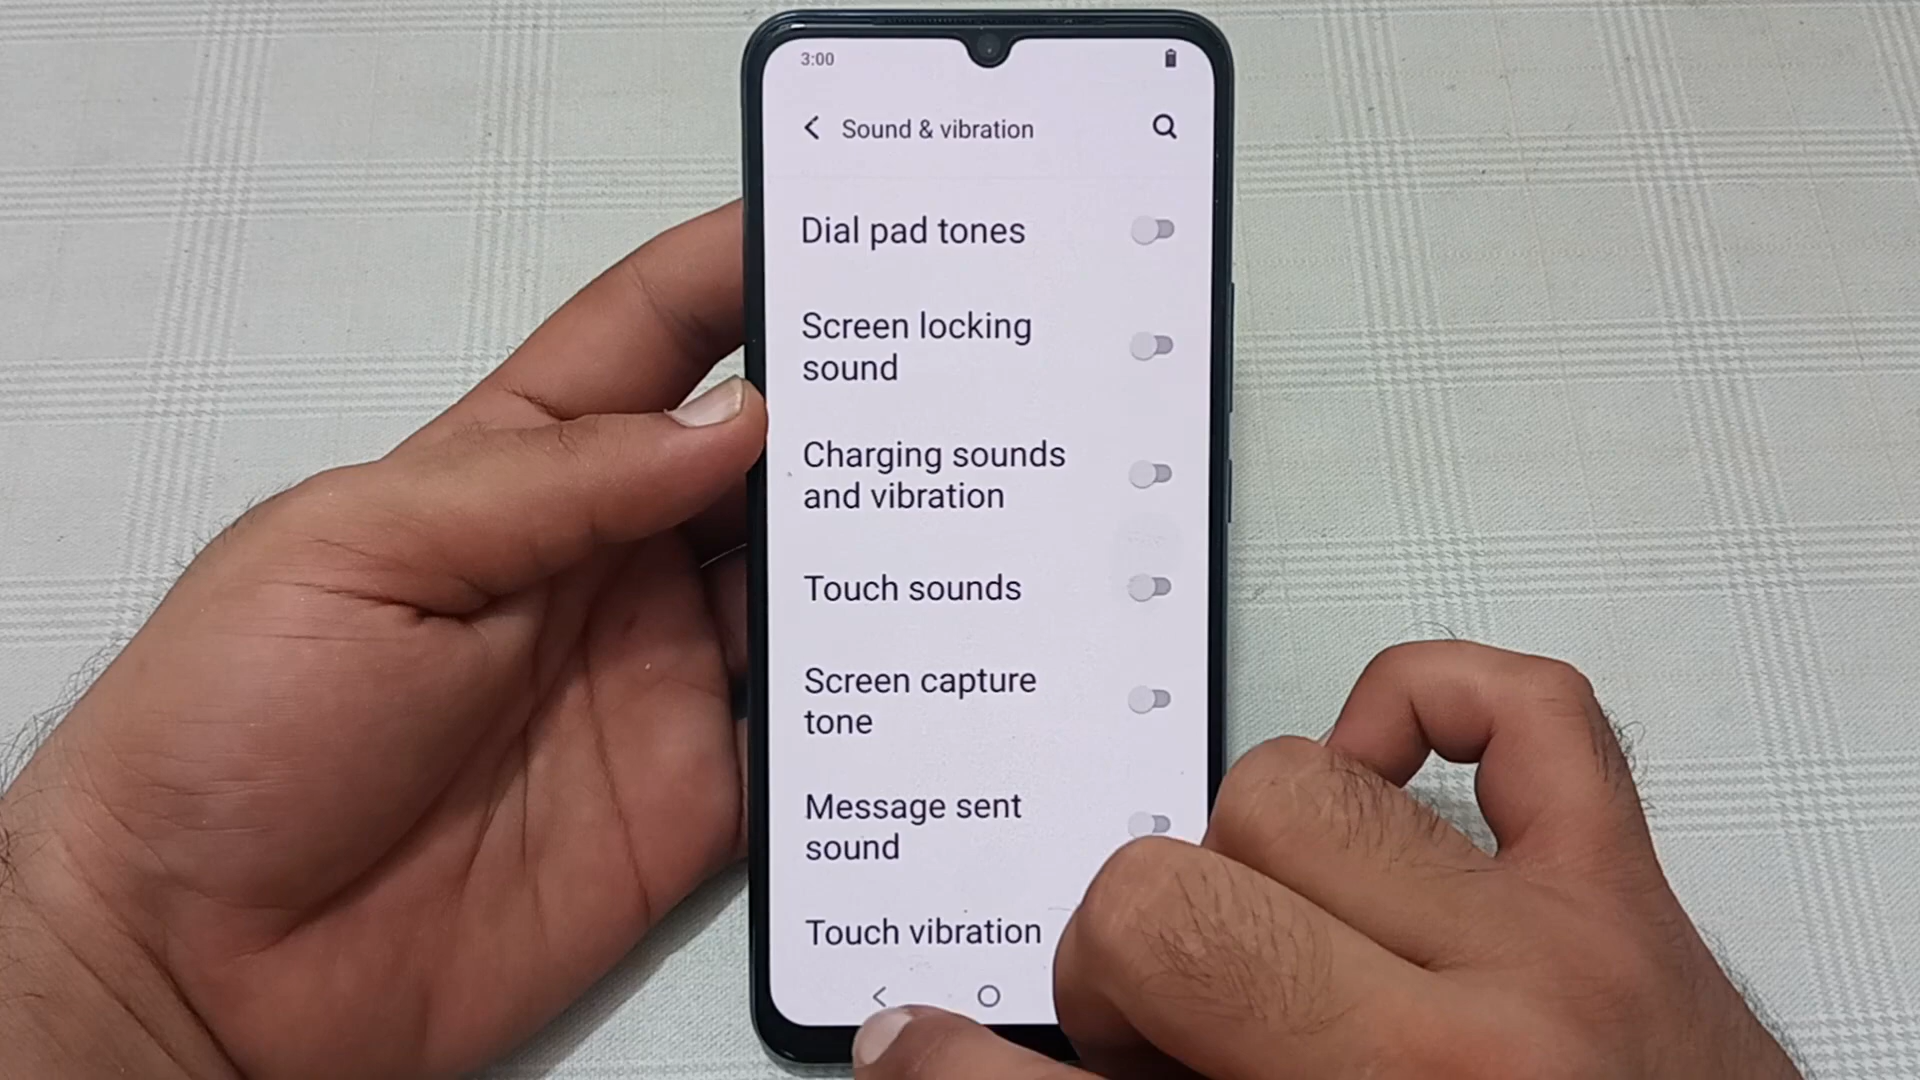 3:00
Sound & vibration
Dial pad tones
Screen locking
sound
Charging sounds
and vibration
Touch sounds
Screen capture
tone
Message sent
sound
Touch vibration